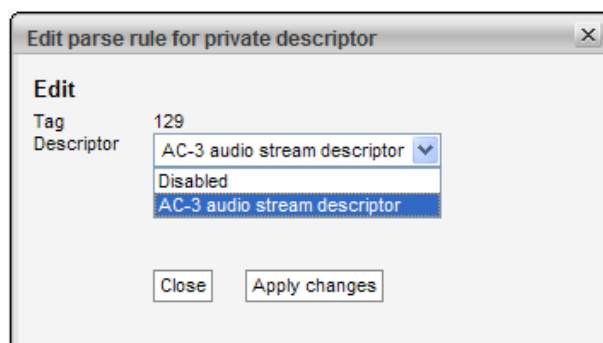 Edit parse rule for private descriptor
Edit
Tag 129
Descriptor AC-3 audio stream descriptor
Disabled
AC-3 audio stream descriptor
Close Apply changes